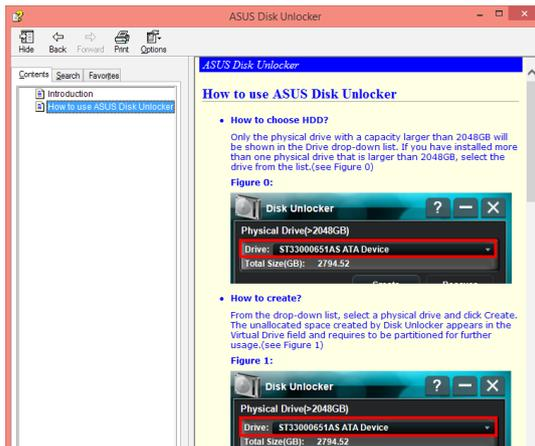 ASUS Disk Unlocker
Hide Back Forward Print Options
Contents Search Favorites
Introduction
How to use ASUS Disk Unlocker
ASUS Disk Unlocker
How to use ASUS Disk Unlocker
How to choose HDD?
Only the physical drive with a capacity larger than 2048GB will
be shown in the Drive drop-down list. If you have installed more
than one physical drive that is larger than 2048GB, select the
drive from the list.(see Figure 0)
Figure 0:
Disk Unlocker
Physical Drive(>2048GB)
Drive: ST33000651AS ATA Device
Total Size(GB): 2794.52
How to create?
From the drop-down list, select a physical drive and click Create.
The unallocated space created by Disk Unlocker appears in the
Virtual Drive field and requires to be partitioned for further
usage.(see Figure 1)
Figure 1:
Disk Unlocker
Physical Drive(>2048GB)
Drive: ST33000651AS ATA Device
Total Size(GB): 2794.52